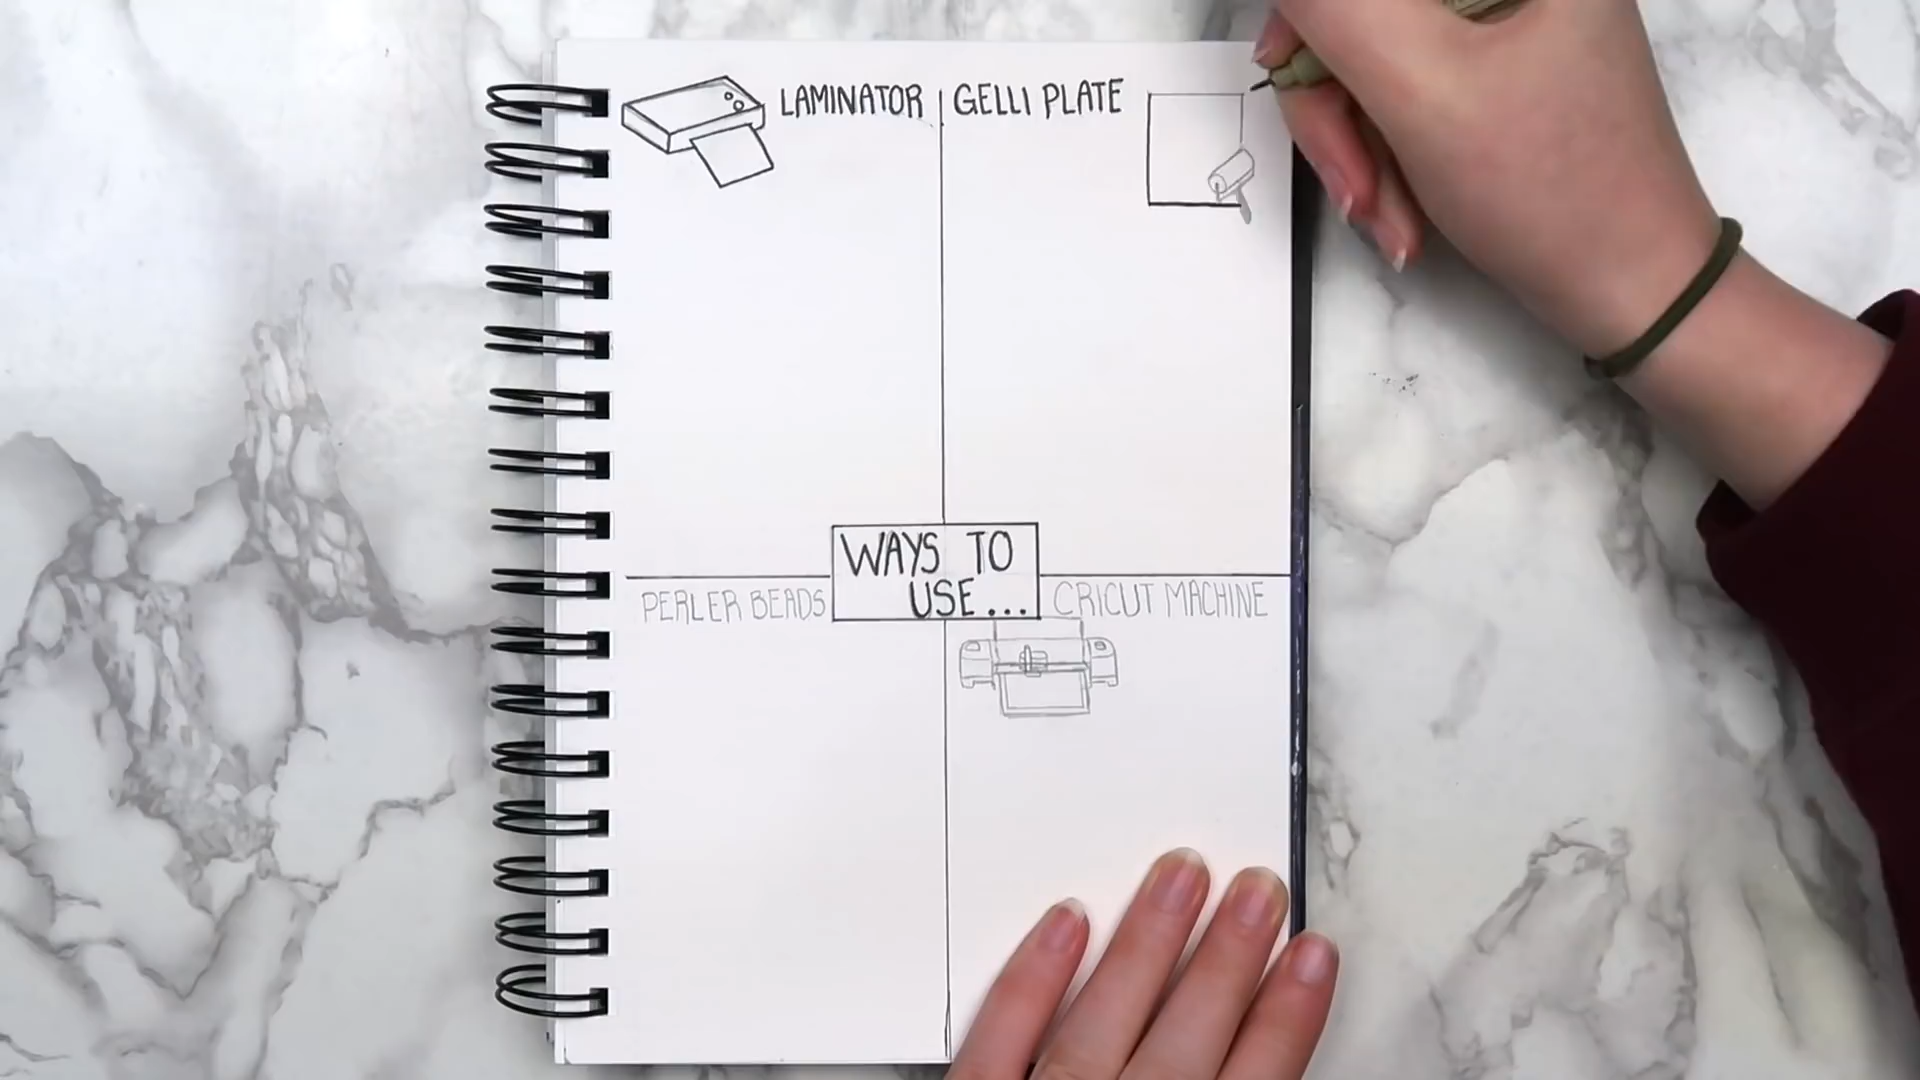 LAMINATOR
GELLI PLATE
WAYS TO
USE...
PERLER BEADS
CRICUT MACHINE